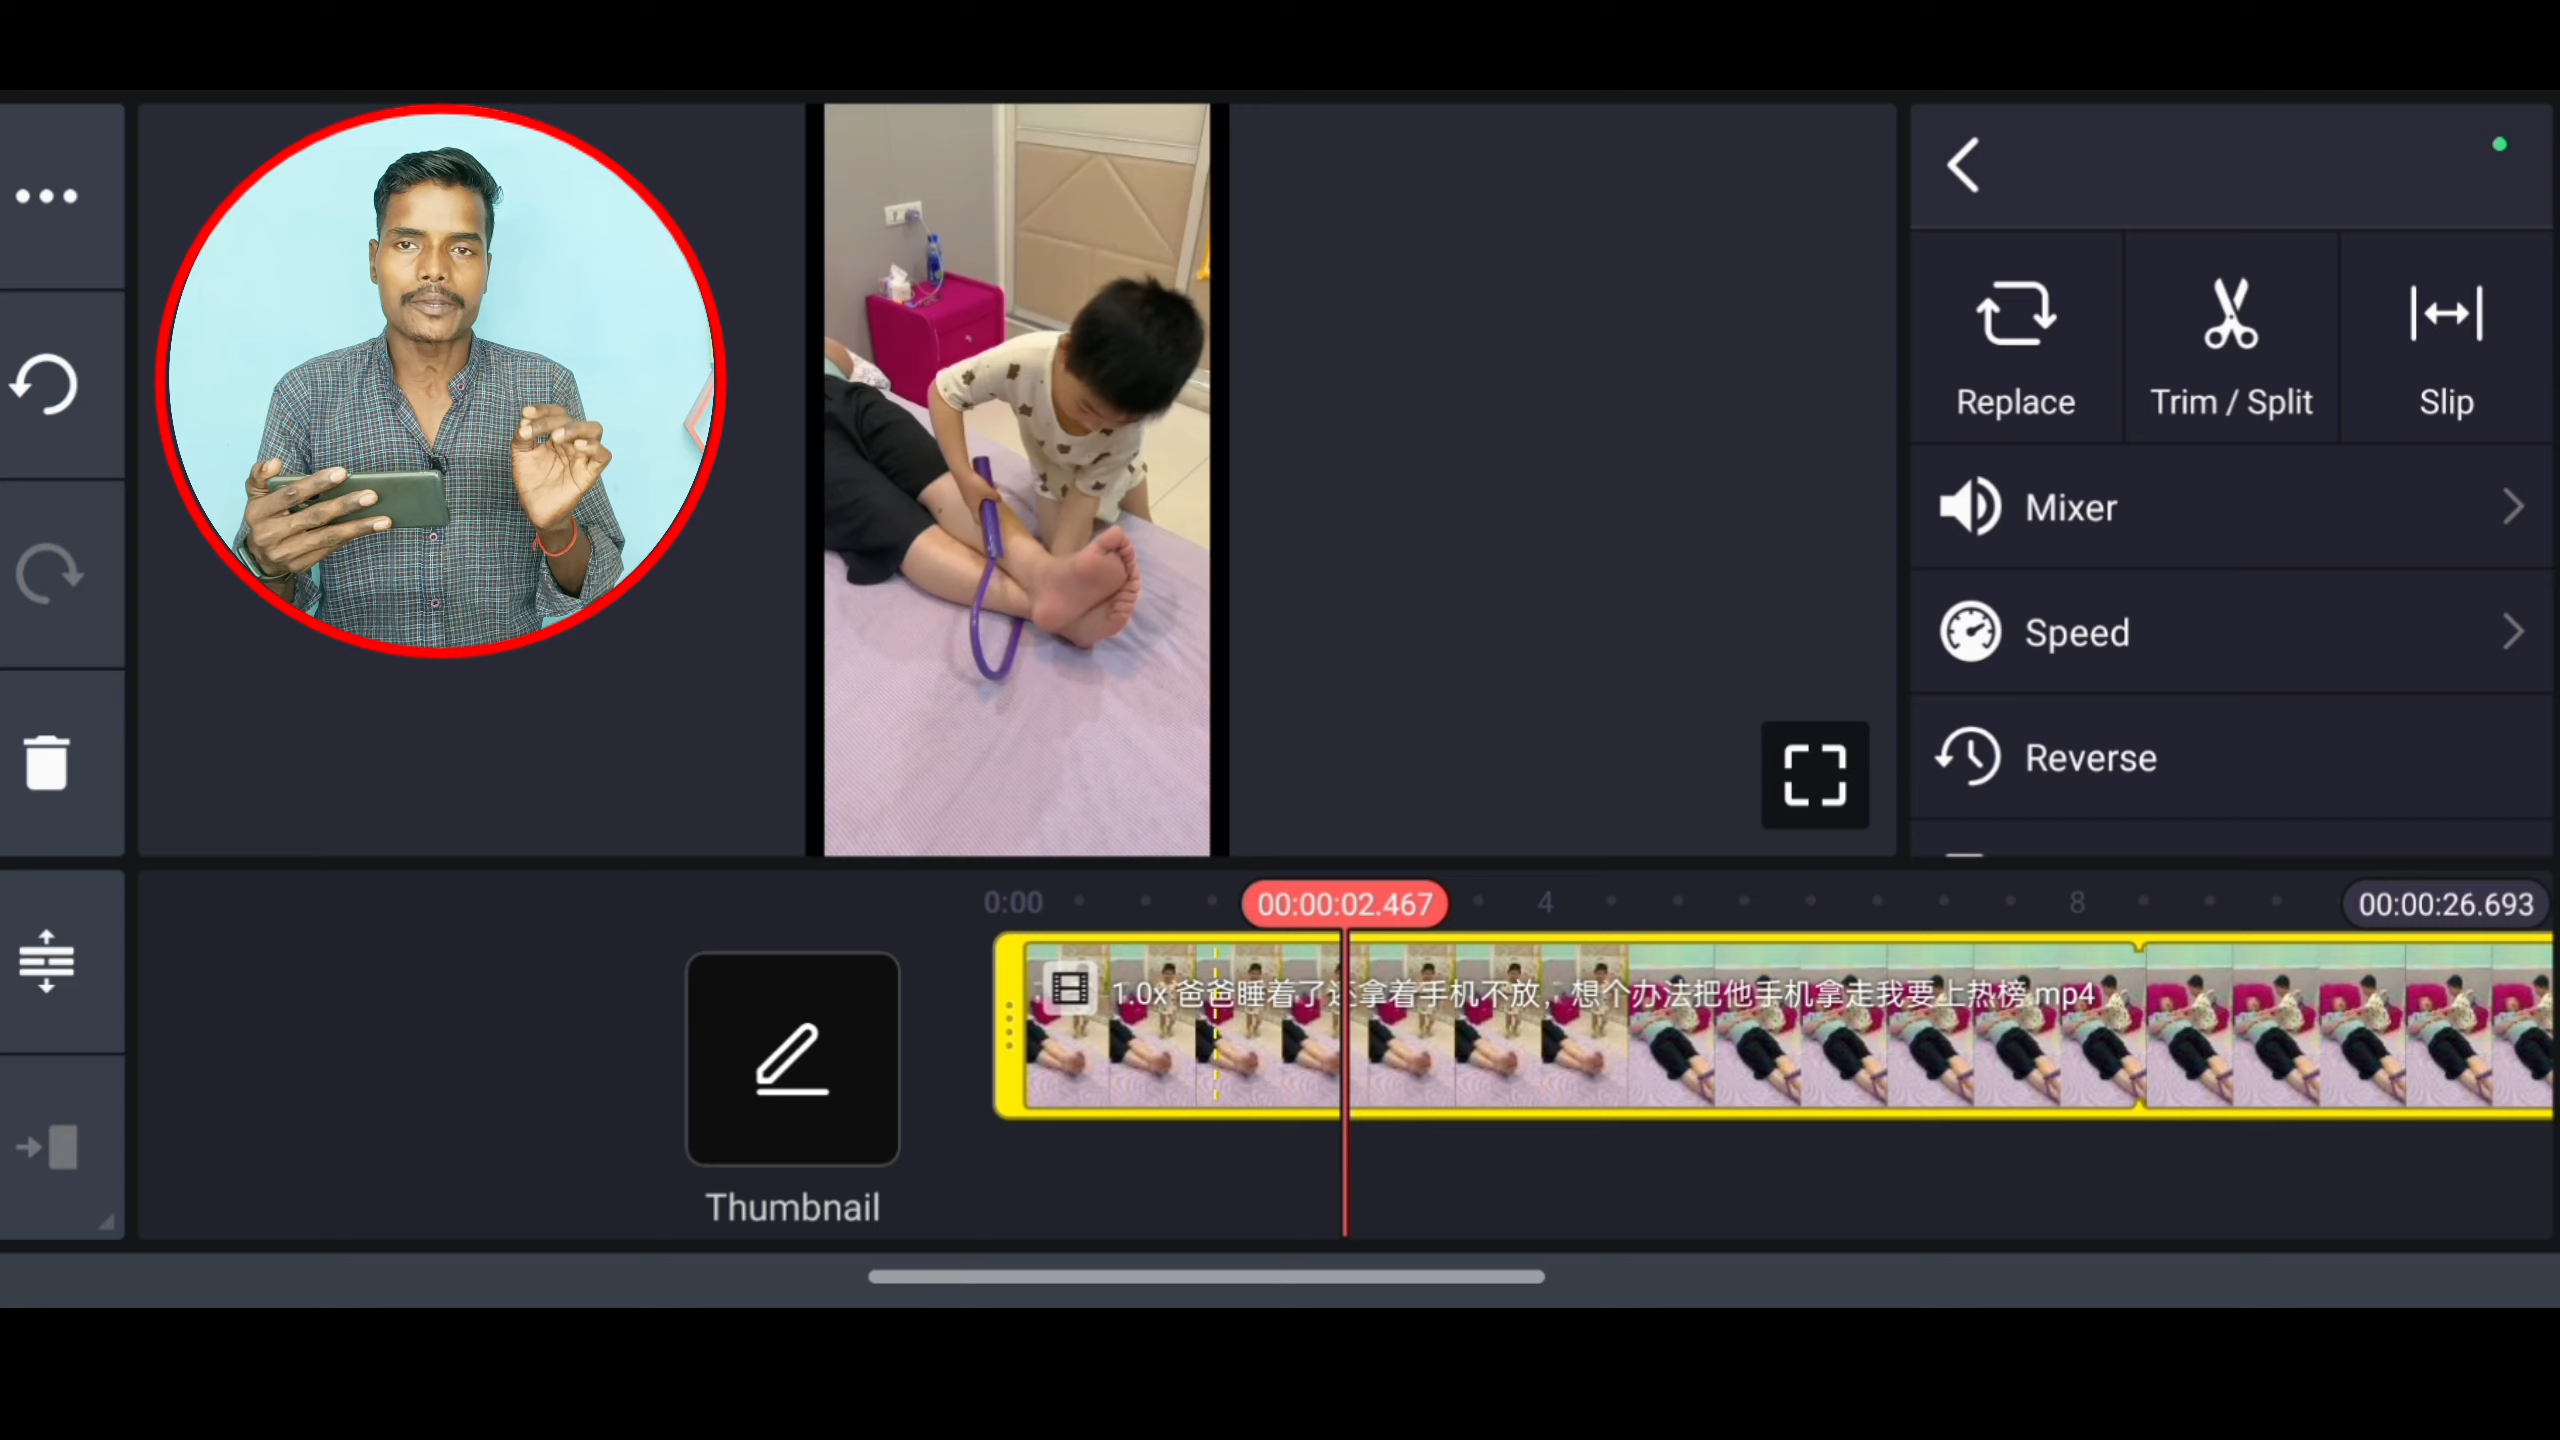 Replace
Trim / Split
Slip
Mixer
Speed
Reverse
0:00
00:00:02.467
4
8
00:00:26.693
1.0x 爸爸睡着了还拿着手机不放，想个办法把他手机拿走我要上热榜.mp4
Thumbnail